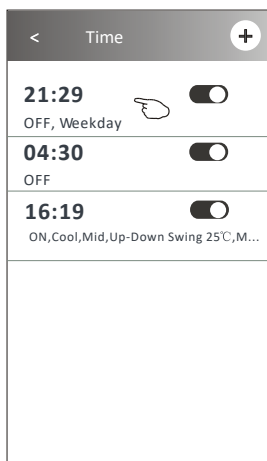 < Time +
21:29
OFF, Weekday
04:30
OFF
16:19
ON,Cool,Mid,Up-Down Swing 25℃,M...